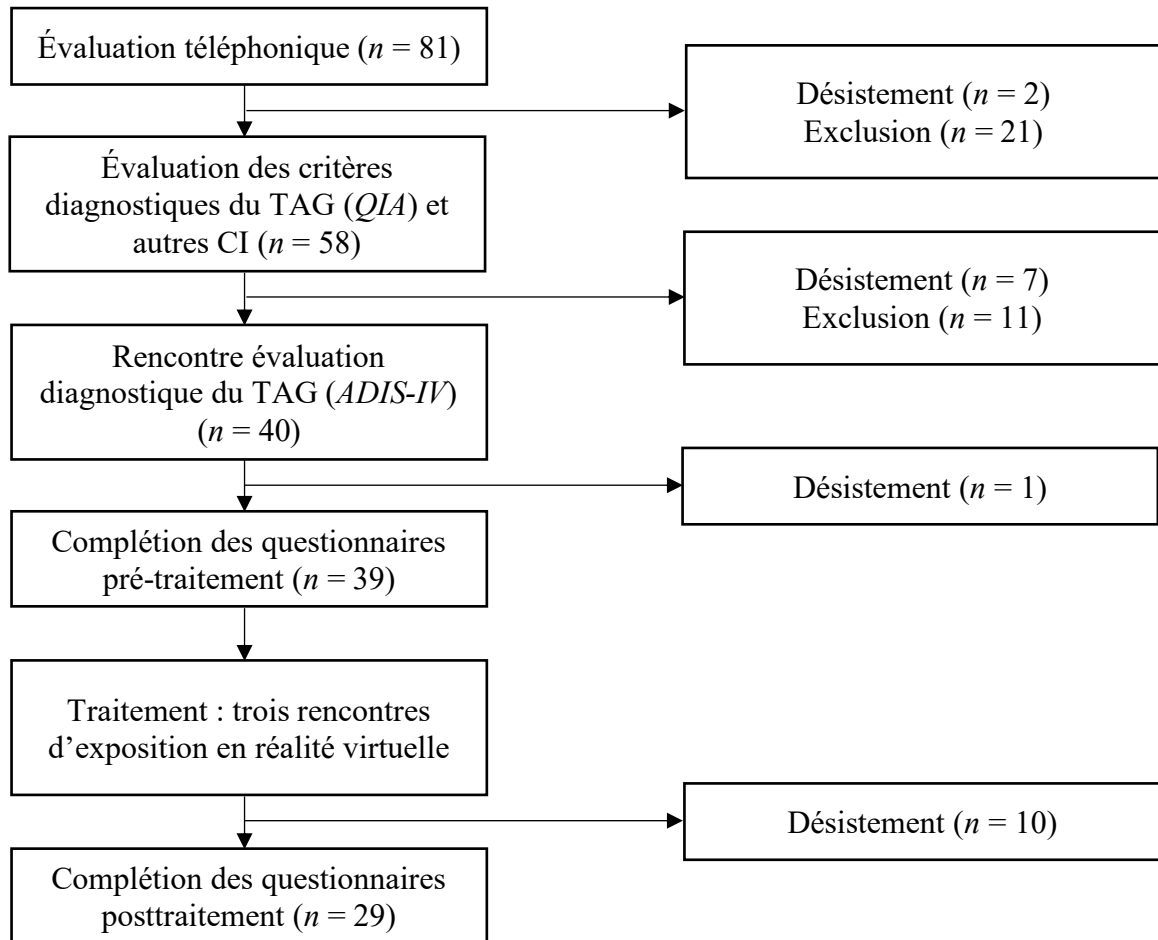 Évaluation téléphonique (n = 81)
Désistement (n = 2)
Exclusion (n = 21)
Évaluation des critères
diagnostiques du TAG (QIA) et
autres CI (n = 58)
Désistement (n = 7)
Exclusion (n = 11)
Rencontre évaluation
diagnostique du TAG (ADIS-IV)
(n = 40)
Désistement (n = 1)
Complétion des questionnaires
pré-traitement (n = 39)
Traitement : trois rencontres
d’exposition en réalité virtuelle
Désistement (n = 10)
Complétion des questionnaires
posttraitement (n = 29)